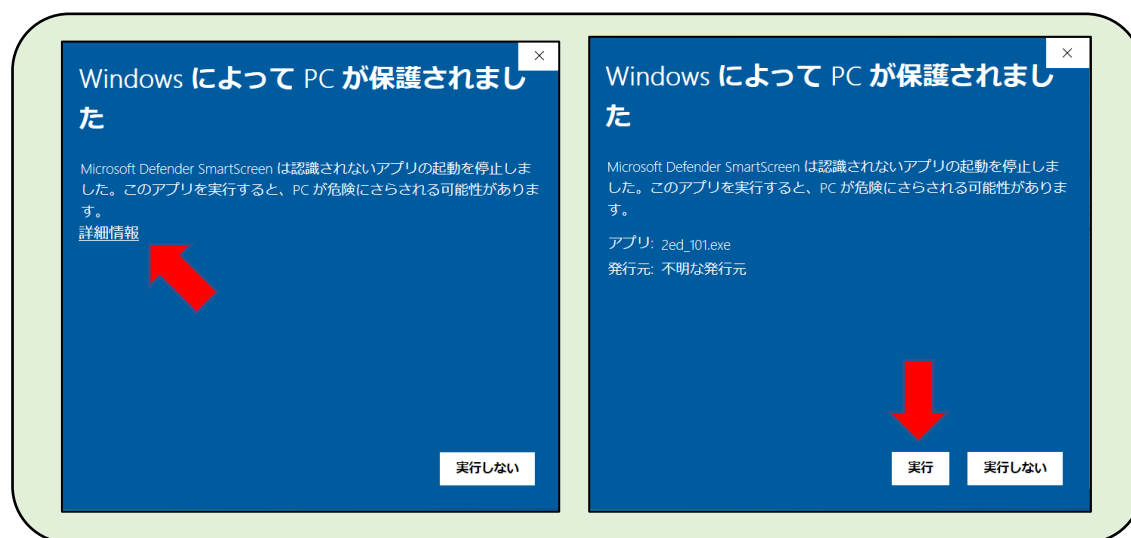 ×
Windows によって PC が保護されまし
た
Microsoft Defender SmartScreen は認識されないアプリの起動を停止しま
した。このアプリを実行すると、PC が危険にさらされる可能性がありま
す。
詳細情報
実行しない
×
Windows によって PC が保護されまし
た
Microsoft Defender SmartScreen は認識されないアプリの起動を停止しま
した。このアプリを実行すると、PC が危険にさらされる可能性がありま
す。
アプリ: 2ed_101.exe
発行元: 不明な発行元
実行 実行しない